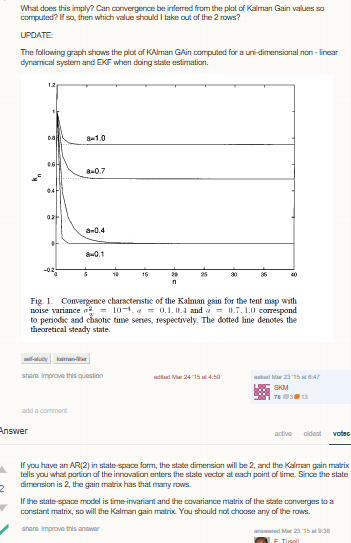 What does this imply? Can convergence be inferred from the plot of Kalman Gain values so
computed? If so, then which value should I take out of the 2 rows?
UPDATE:
The following graph shows the plot of KAlman GAin computed for a uni-dimensional non - linear
dynamical system and EKF when doing state estimation.
1.2
1
a=1.0
0.8
0.6
a=0.7
kn
0.4
0.2
a=0.4
0
a=0.1
-0.2
0 5 10 15 20 25 30 35 40
n
Fig. 1. Convergence characteristic of the Kalman gain for the tent map with
noise variance = 10⁻⁴. a = 0.1, 0.4 and a = 0.7, 1.0 correspond
to periodic and chaotic time series, respectively. The dotted line denotes the
theoretical steady state.
self-study kalman-filter
share improve this question
edited Mar 24 '15 at 4:59
asked Mar 23 '15 at 6:47
SKM
78 3 13
add a comment
Answer
active oldest votes
If you have an AR(2) in state-space form, the state dimension will be 2, and the Kalman gain matrix
tells you what portion of the innovation enters the state vector at each point of time. Since the state
2
dimension is 2, the gain matrix has that many rows.
If the state-space model is time-invariant and the covariance matrix of the state converges to a
constant matrix, so will the Kalman gain matrix. You should not choose any of the rows.
share improve this answer
answered Mar 23 '15 at 9:38
F. Tusell